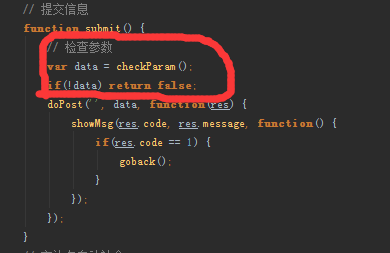 // 提交信息
function submit() {
// 检查参数
var data = checkParam();
if(!data) return false;
doPost('', data, function(res) {
showMsg(res.code, res.message, function() {
if(res.code == 1) {
goback();
}
});
});
}